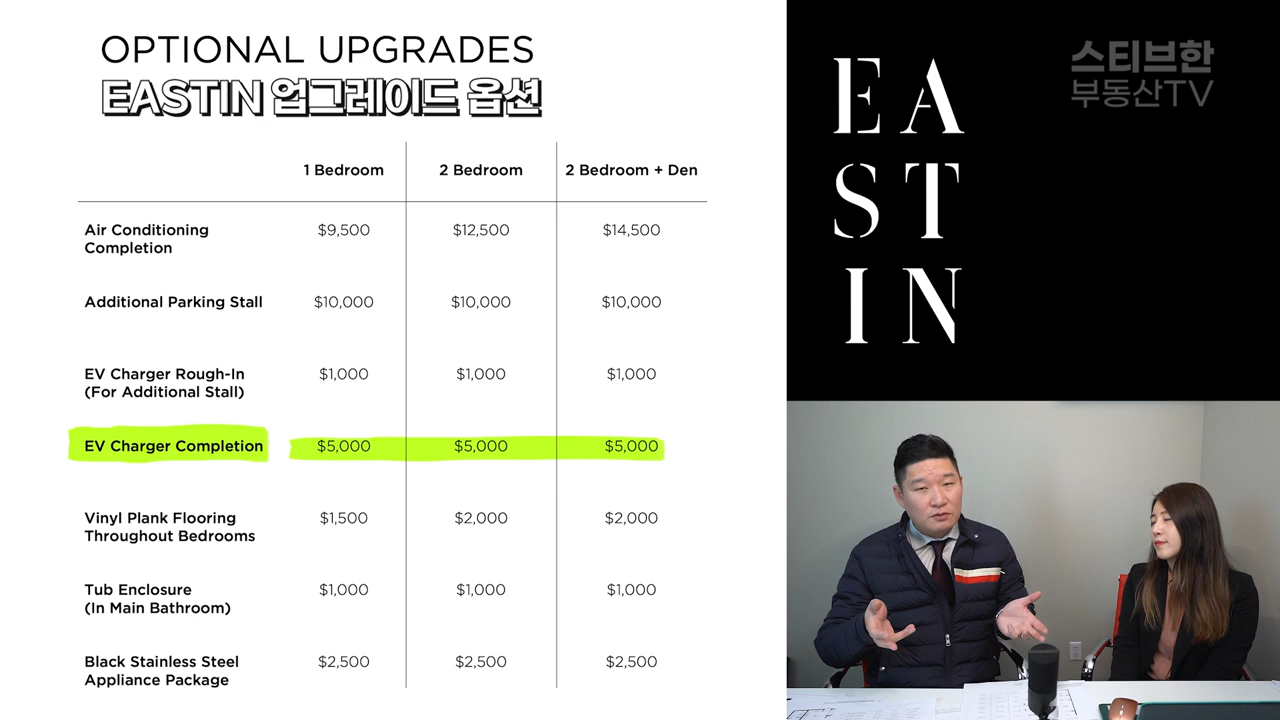 OPTIONAL UPGRADES
EASTIN 업그레이드 옵션
1 Bedroom 2 Bedroom 2 Bedroom + Den
Air Conditioning
Completion $9,500 $12,500 $14,500
Additional Parking Stall $10,000 $10,000 $10,000
EV Charger Rough-In
(For Additional Stall) $1,000 $1,000 $1,000
EV Charger Completion $5,000 $5,000 $5,000
Vinyl Plank Flooring
Throughout Bedrooms $1,500 $2,000 $2,000
Tub Enclosure
(In Main Bathroom) $1,000 $1,000 $1,000
Black Stainless Steel
Appliance Package $2,500 $2,500 $2,500
EA
ST
IN
스티브한
부동산TV